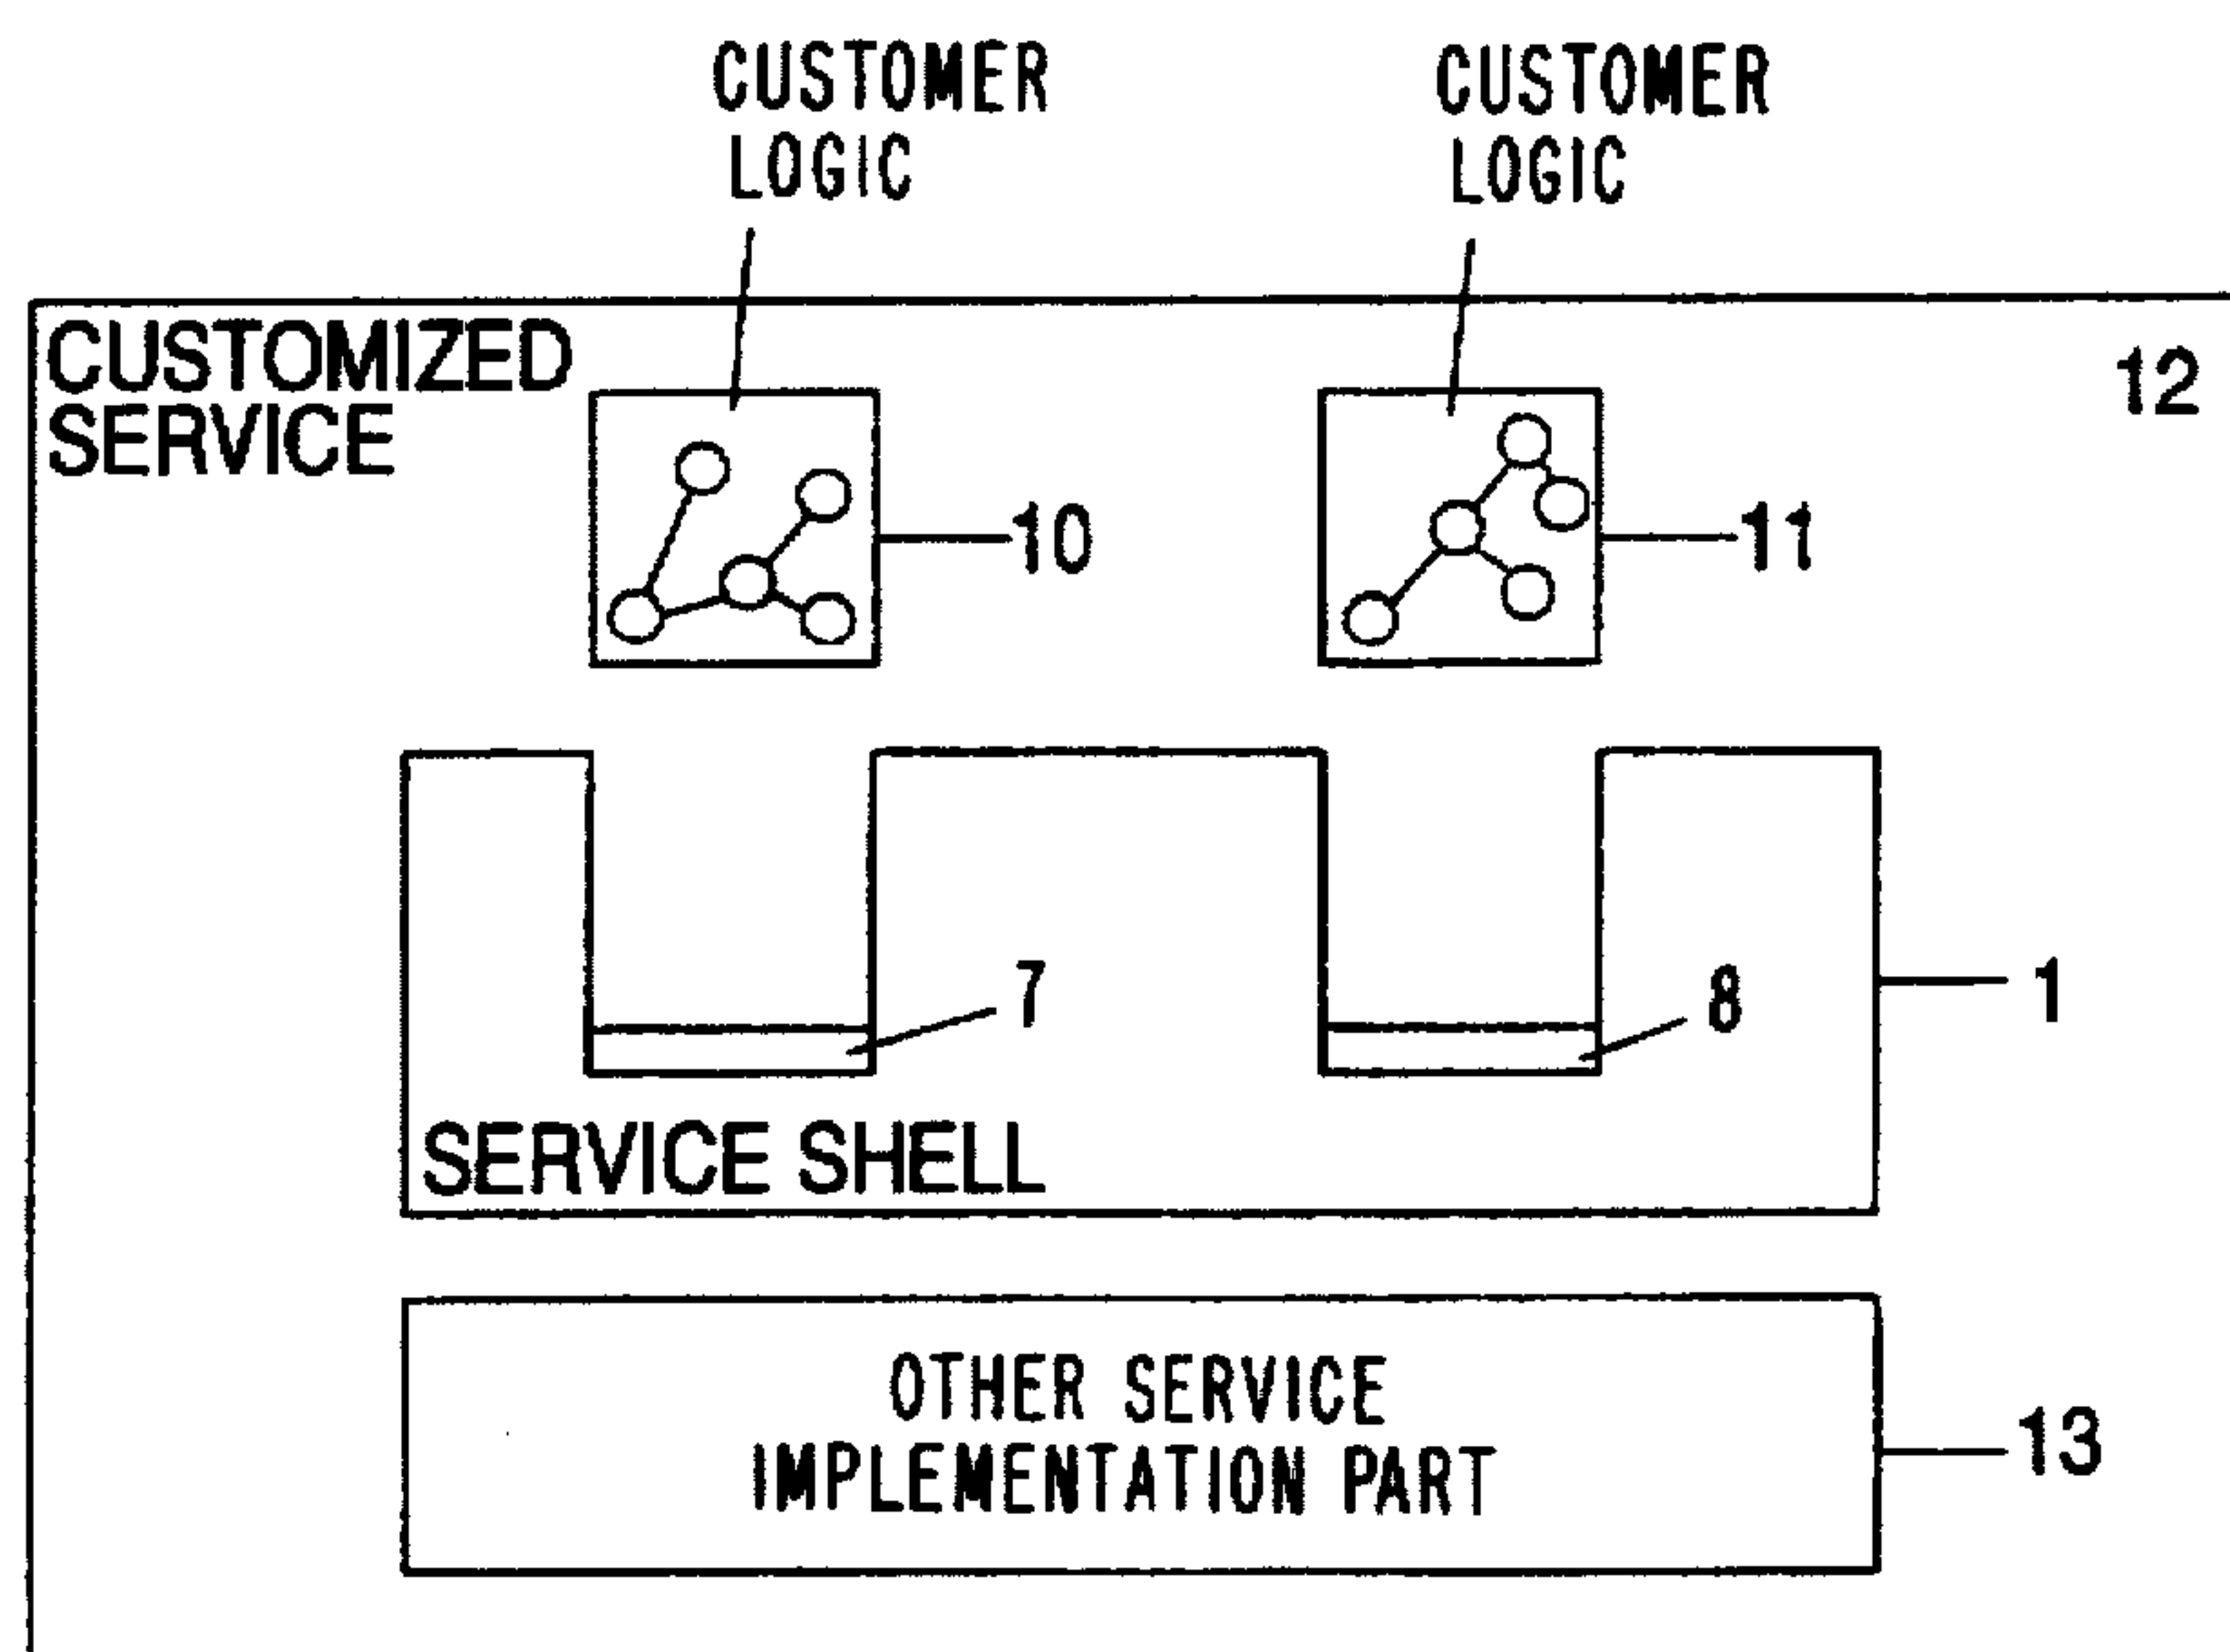 CUSTOMER
LOGIC
CUSTOMER
LOGIC
CUSTOMIZED
SERVICE
12
10
11
7
8
1
SERVICE SHELL
OTHER SERVICE
IMPLEMENTATION PART
13